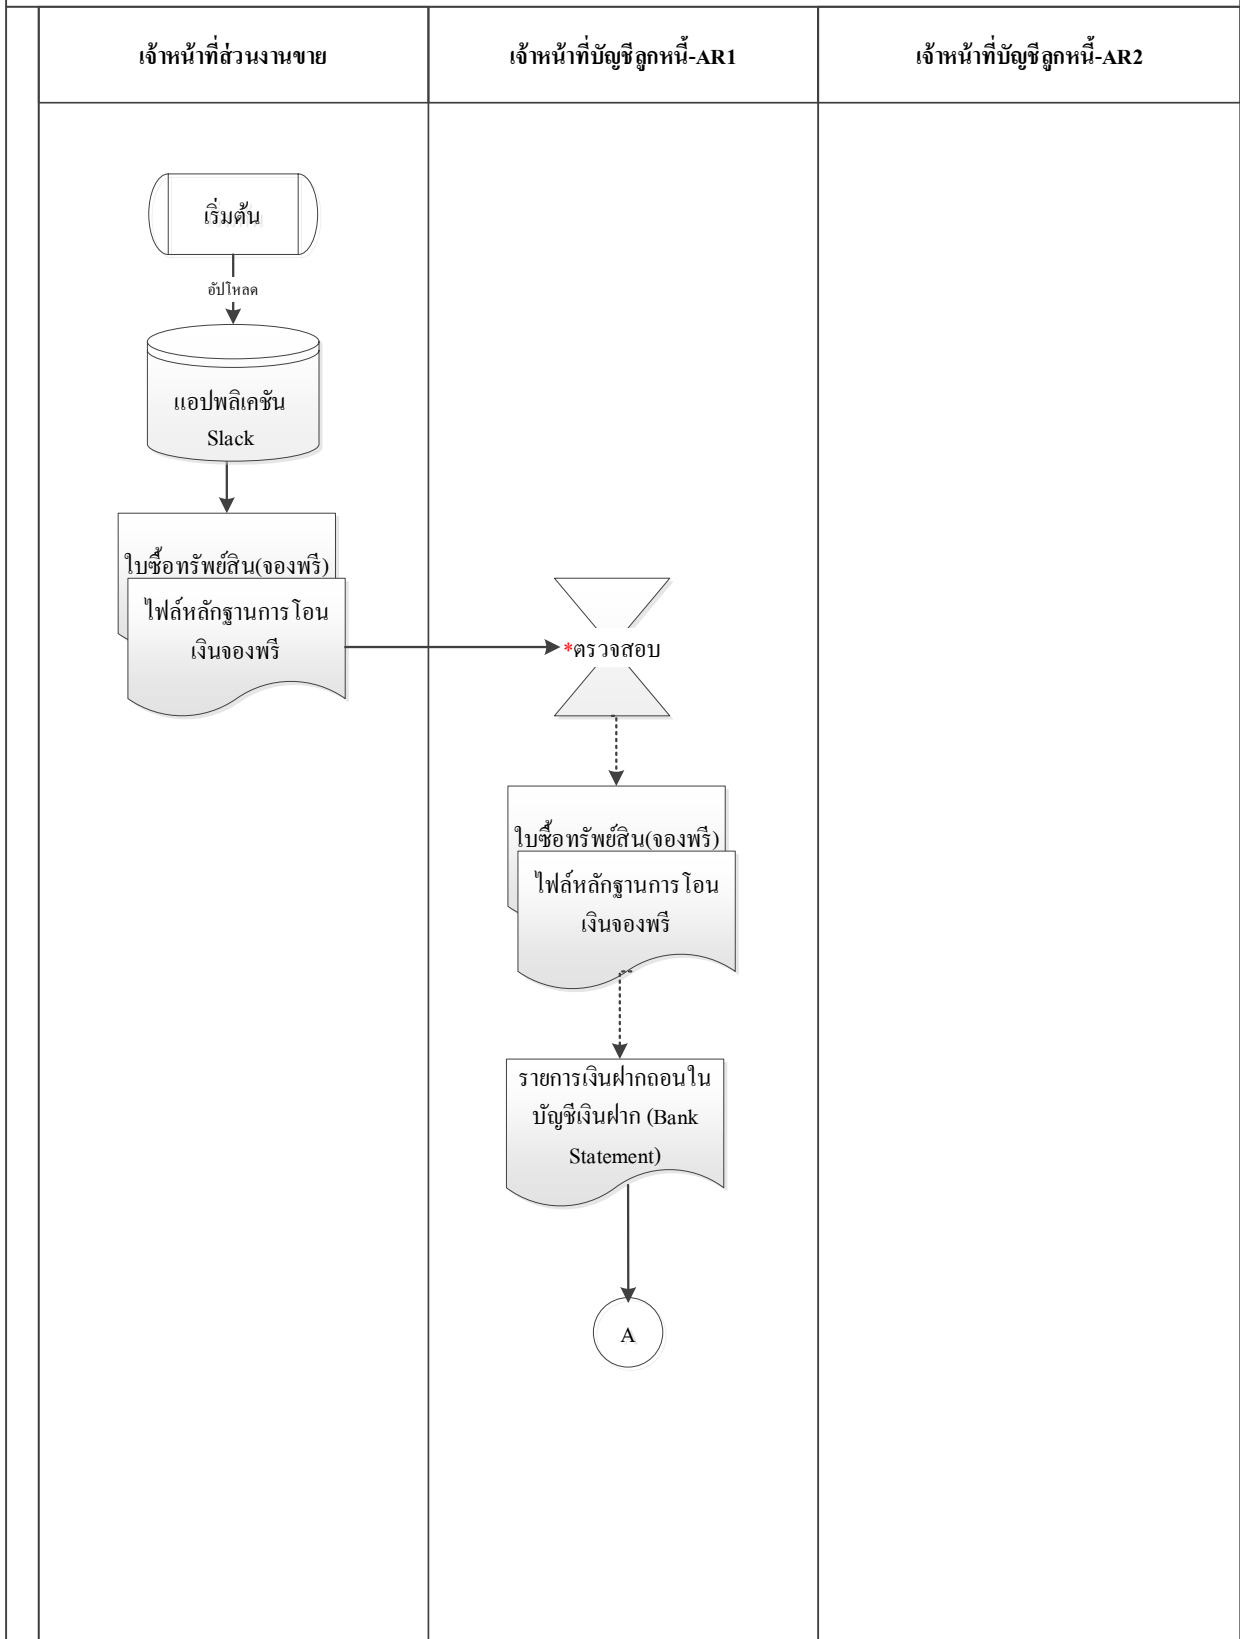 เจ้าหน้าที่ส่วนงานขาย
เจ้าหน้าที่บัญชีลูกหนี้-AR1
เจ้าหน้าที่บัญชีลูกหนี้-AR2
เริ่มต้น
อัปโหลด
แอปพลิเคชัน
Slack
ใบซื้อทรัพย์สิน(จองพรี)
ไฟล์หลักฐานการโอน
เงินจองพรี
*ตรวจสอบ
ใบซื้อทรัพย์สิน(จองพรี)
ไฟล์หลักฐานการโอน
เงินจองพรี
รายการเงินฝากถอนใน
บัญชีเงินฝาก (Bank
Statement)
A